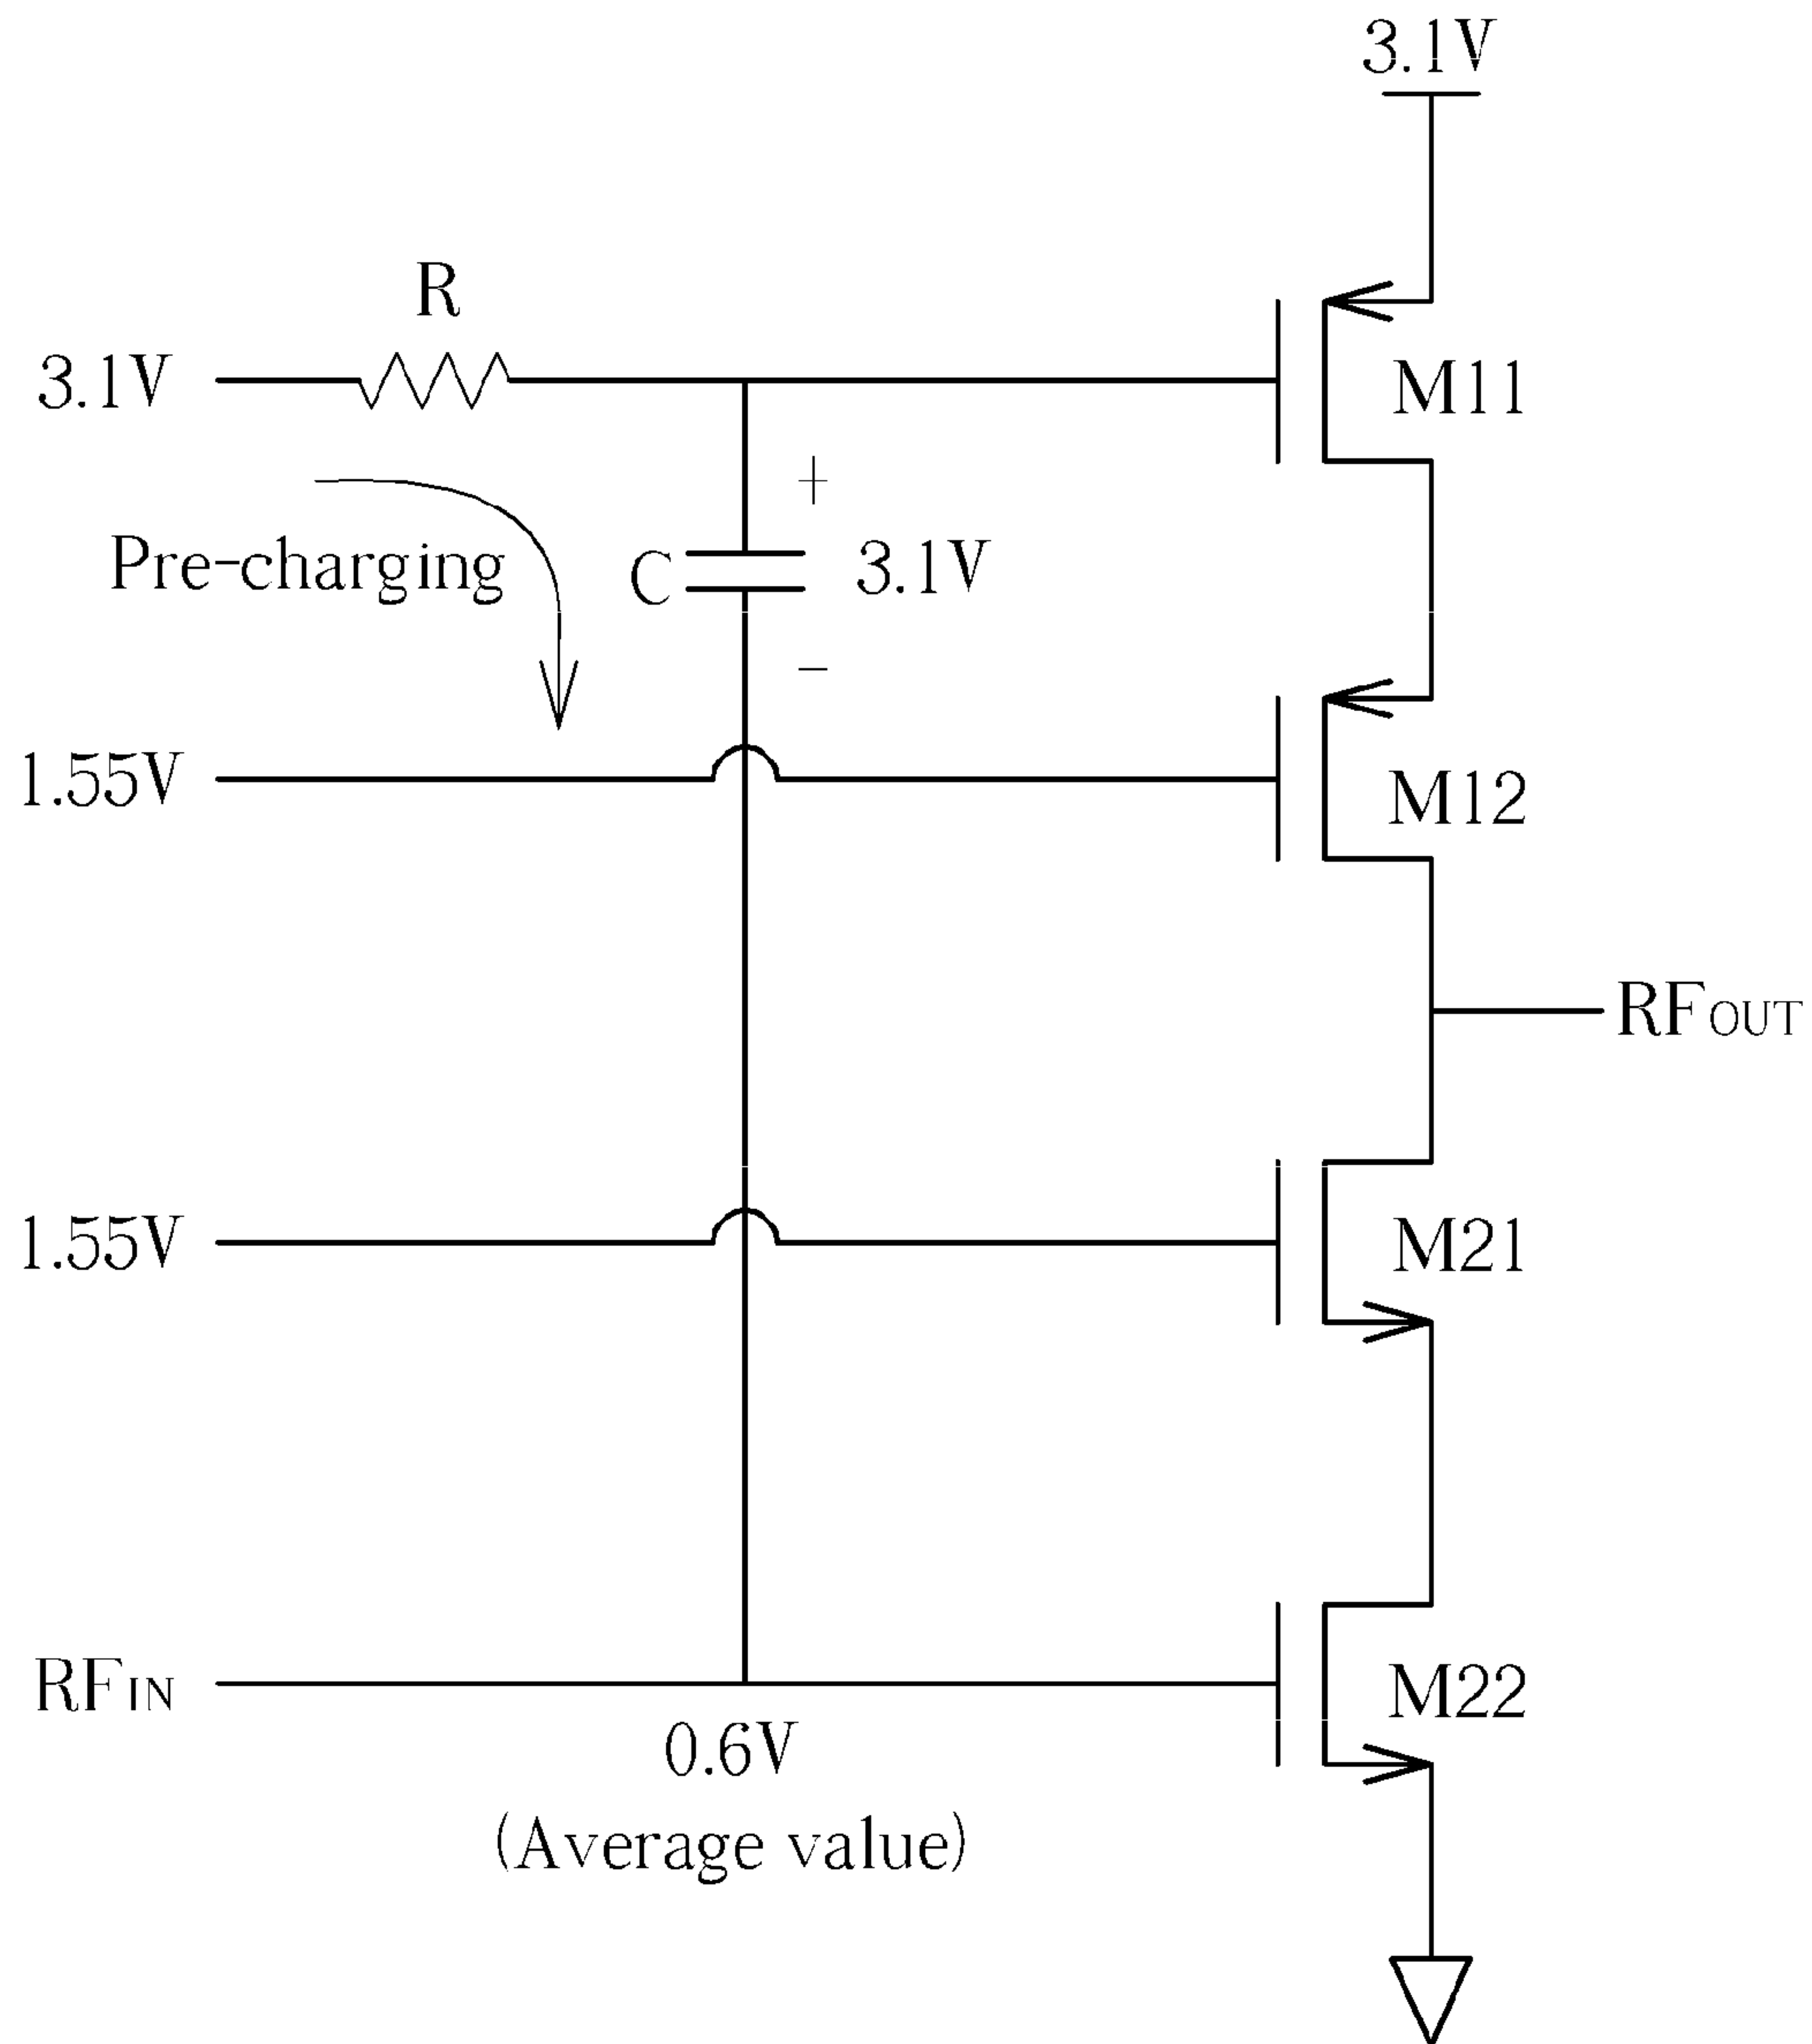 3.1V
R
3.1V
M11
+
Pre-charging
C
3.1V
−
1.55V
M12
RFOUT
1.55V
M21
RFIN
M22
0.6V
(Average value)